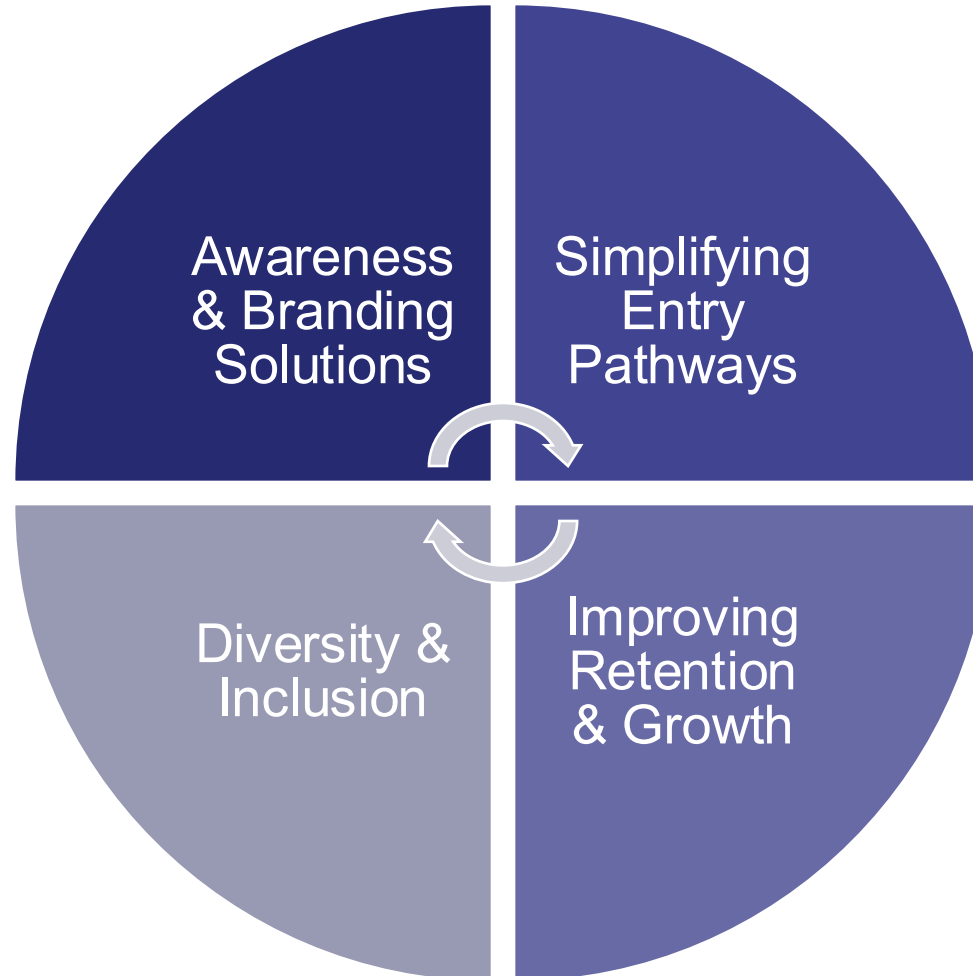 Awareness
& Branding
Solutions
Simplifying
Entry
Pathways
Diversity &
Inclusion
Improving
Retention
& Growth